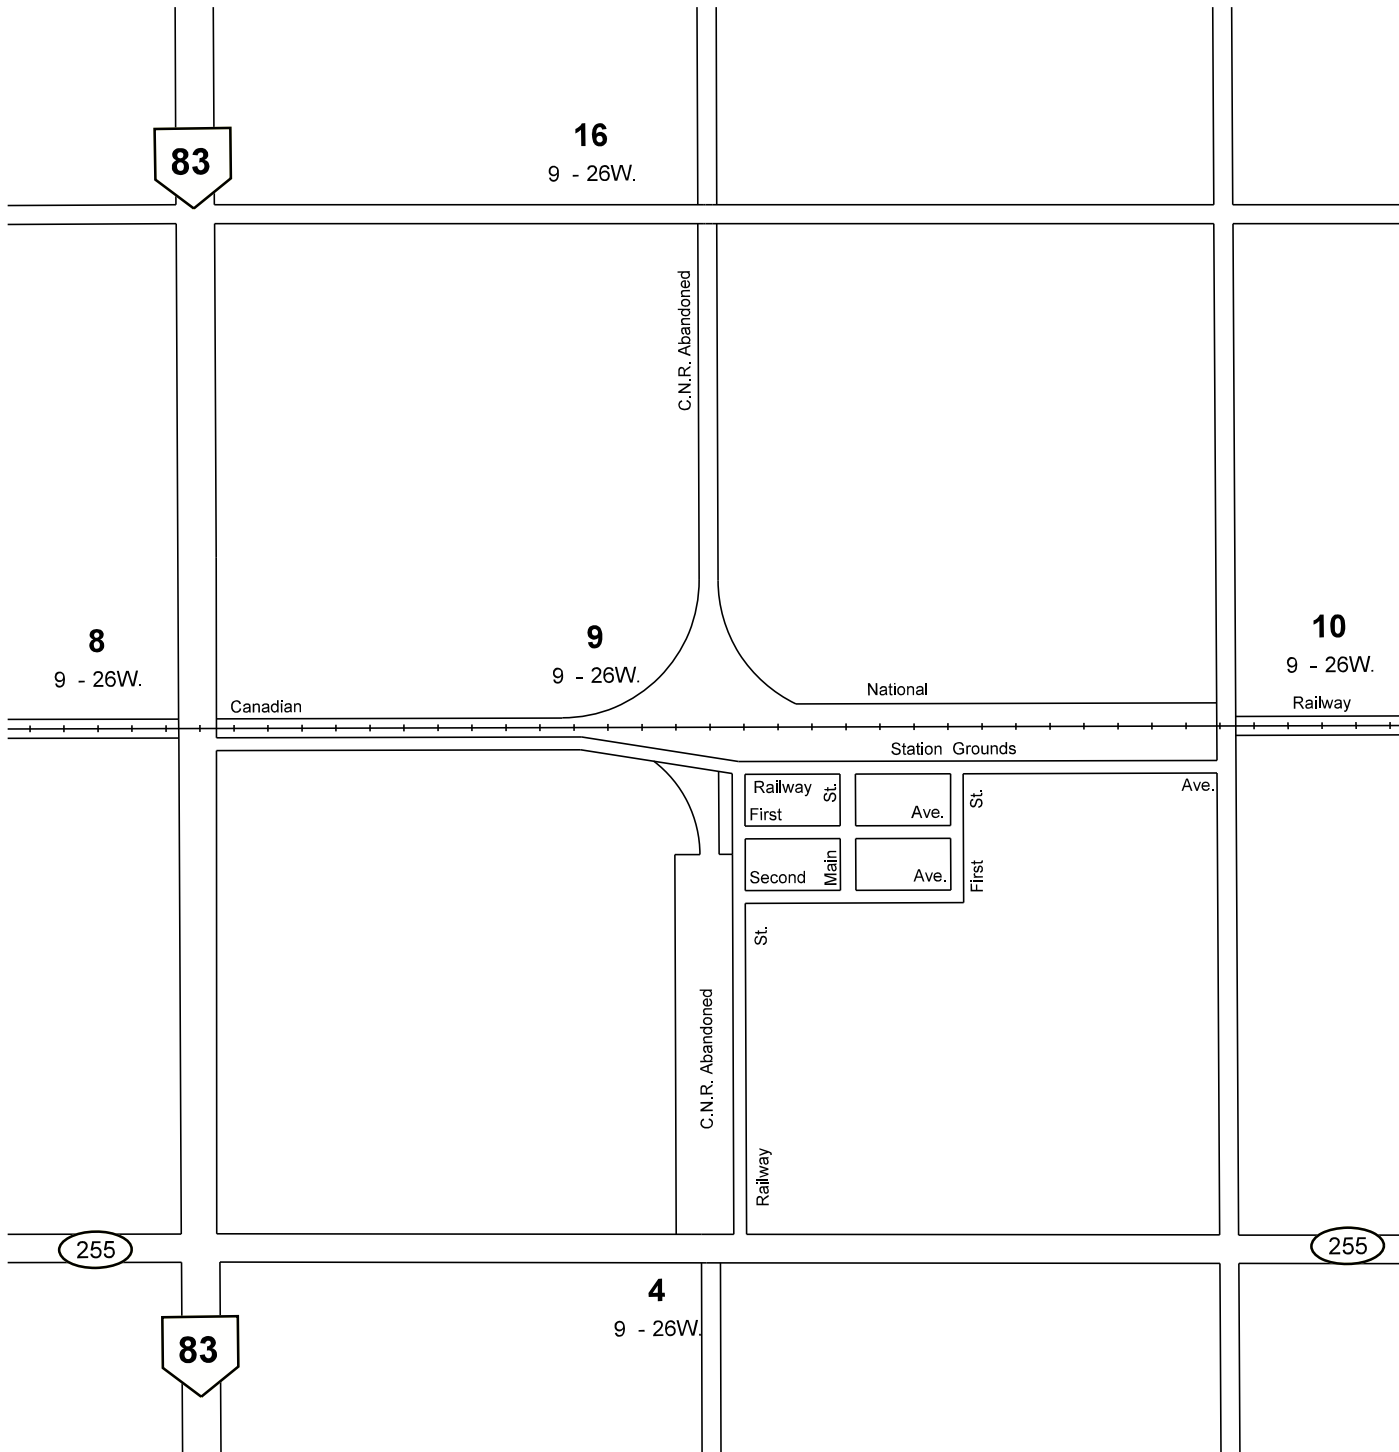 83
16
9 - 26W.
C.N.R. Abandoned
8
9 - 26W.
9
9 - 26W.
10
9 - 26W.
Canadian
National
Railway
Station Grounds
Railway
St.
Ave.
First
Ave.
St.
Second
Main
Ave.
First
St.
C.N.R. Abandoned
Railway
255
255
4
9 - 26W.
83